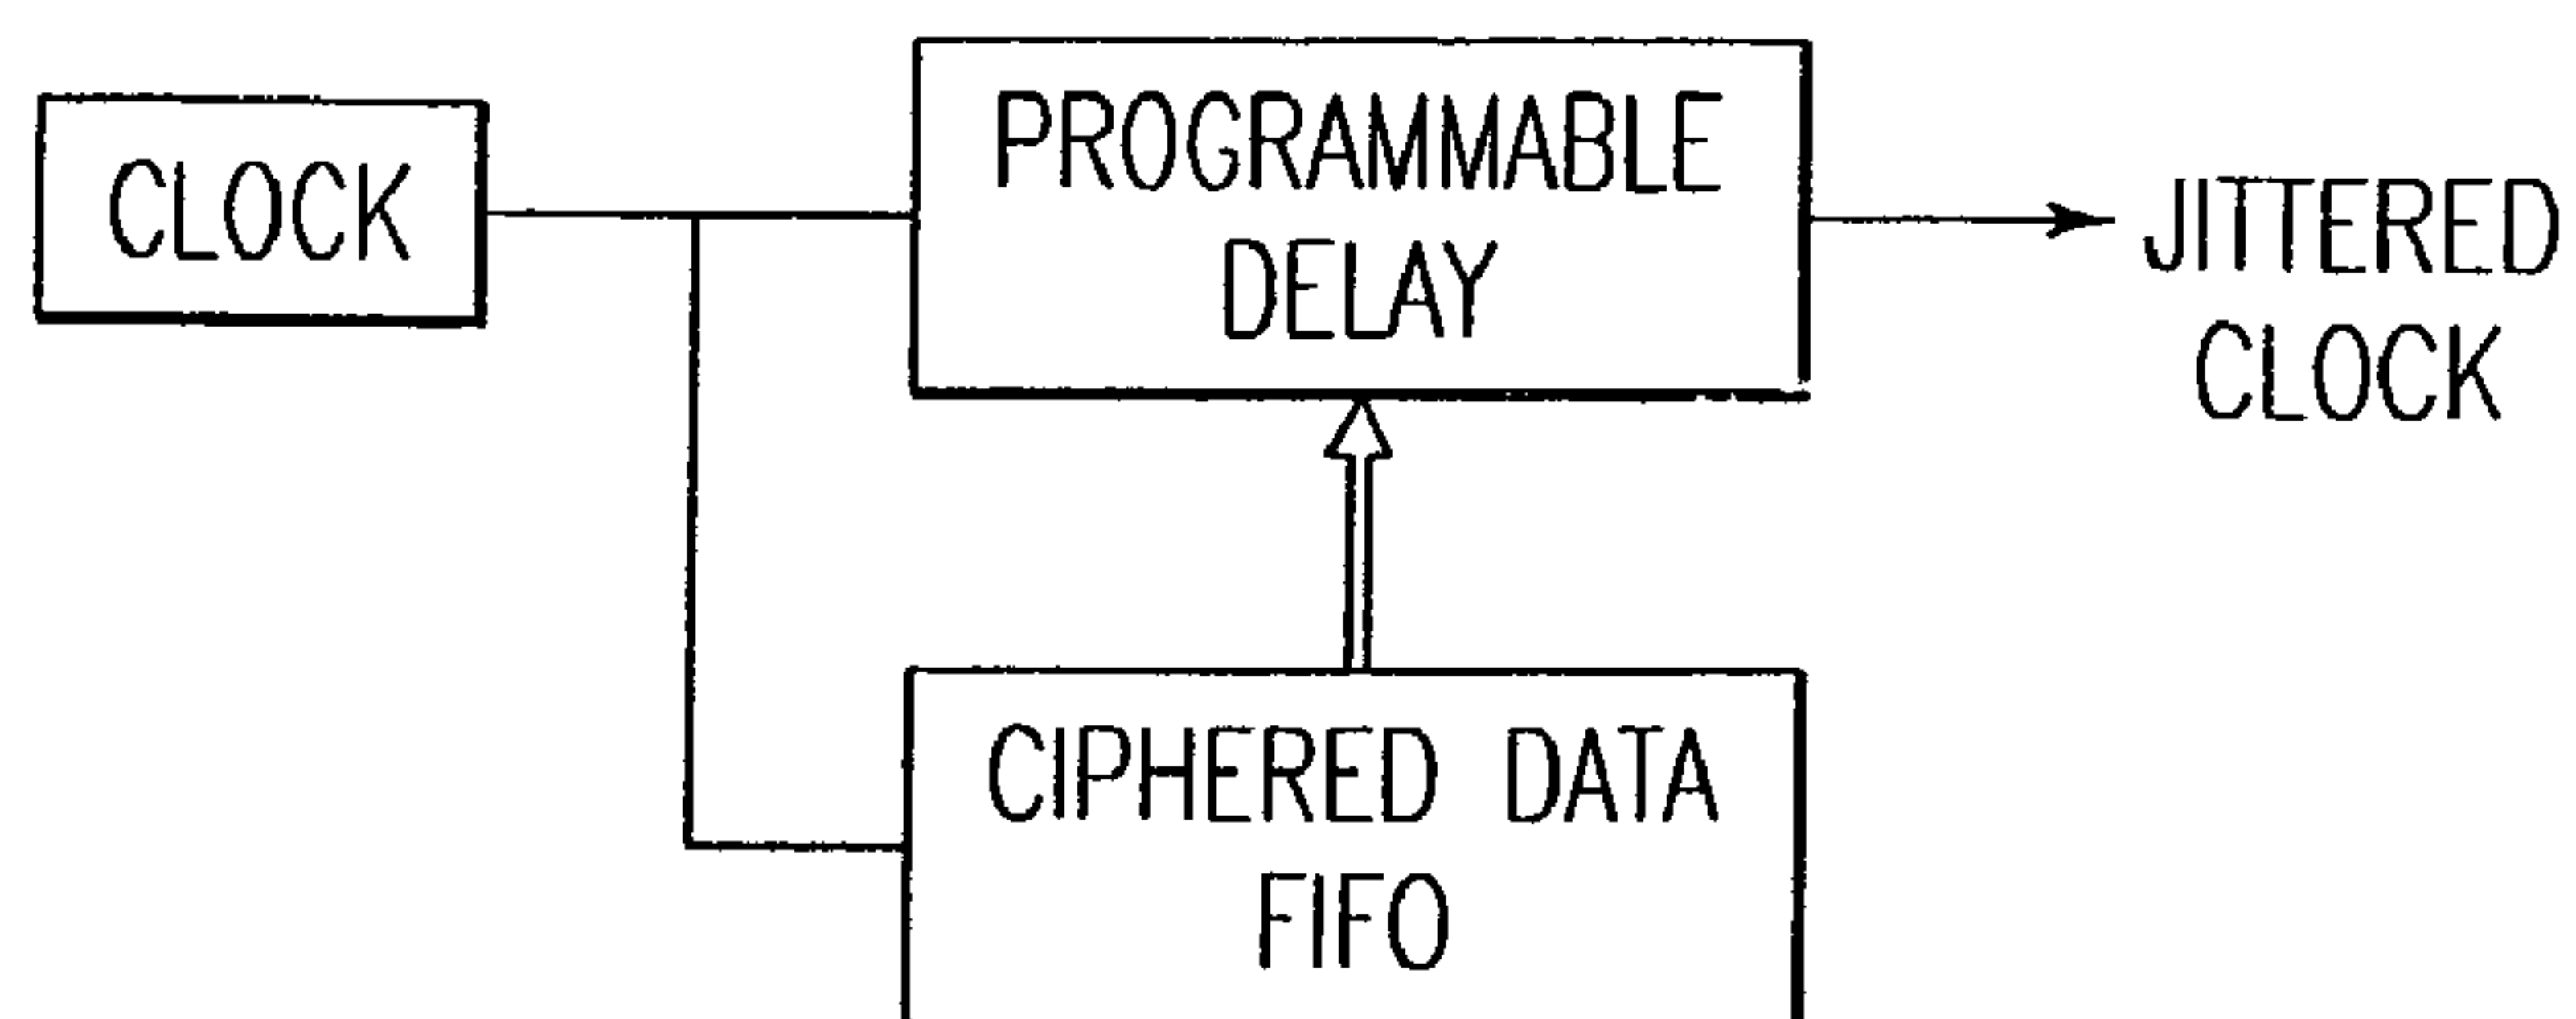 CLOCK
PROGRAMMABLE
DELAY
JITTERED
CLOCK
CIPHERED DATA
FIFO